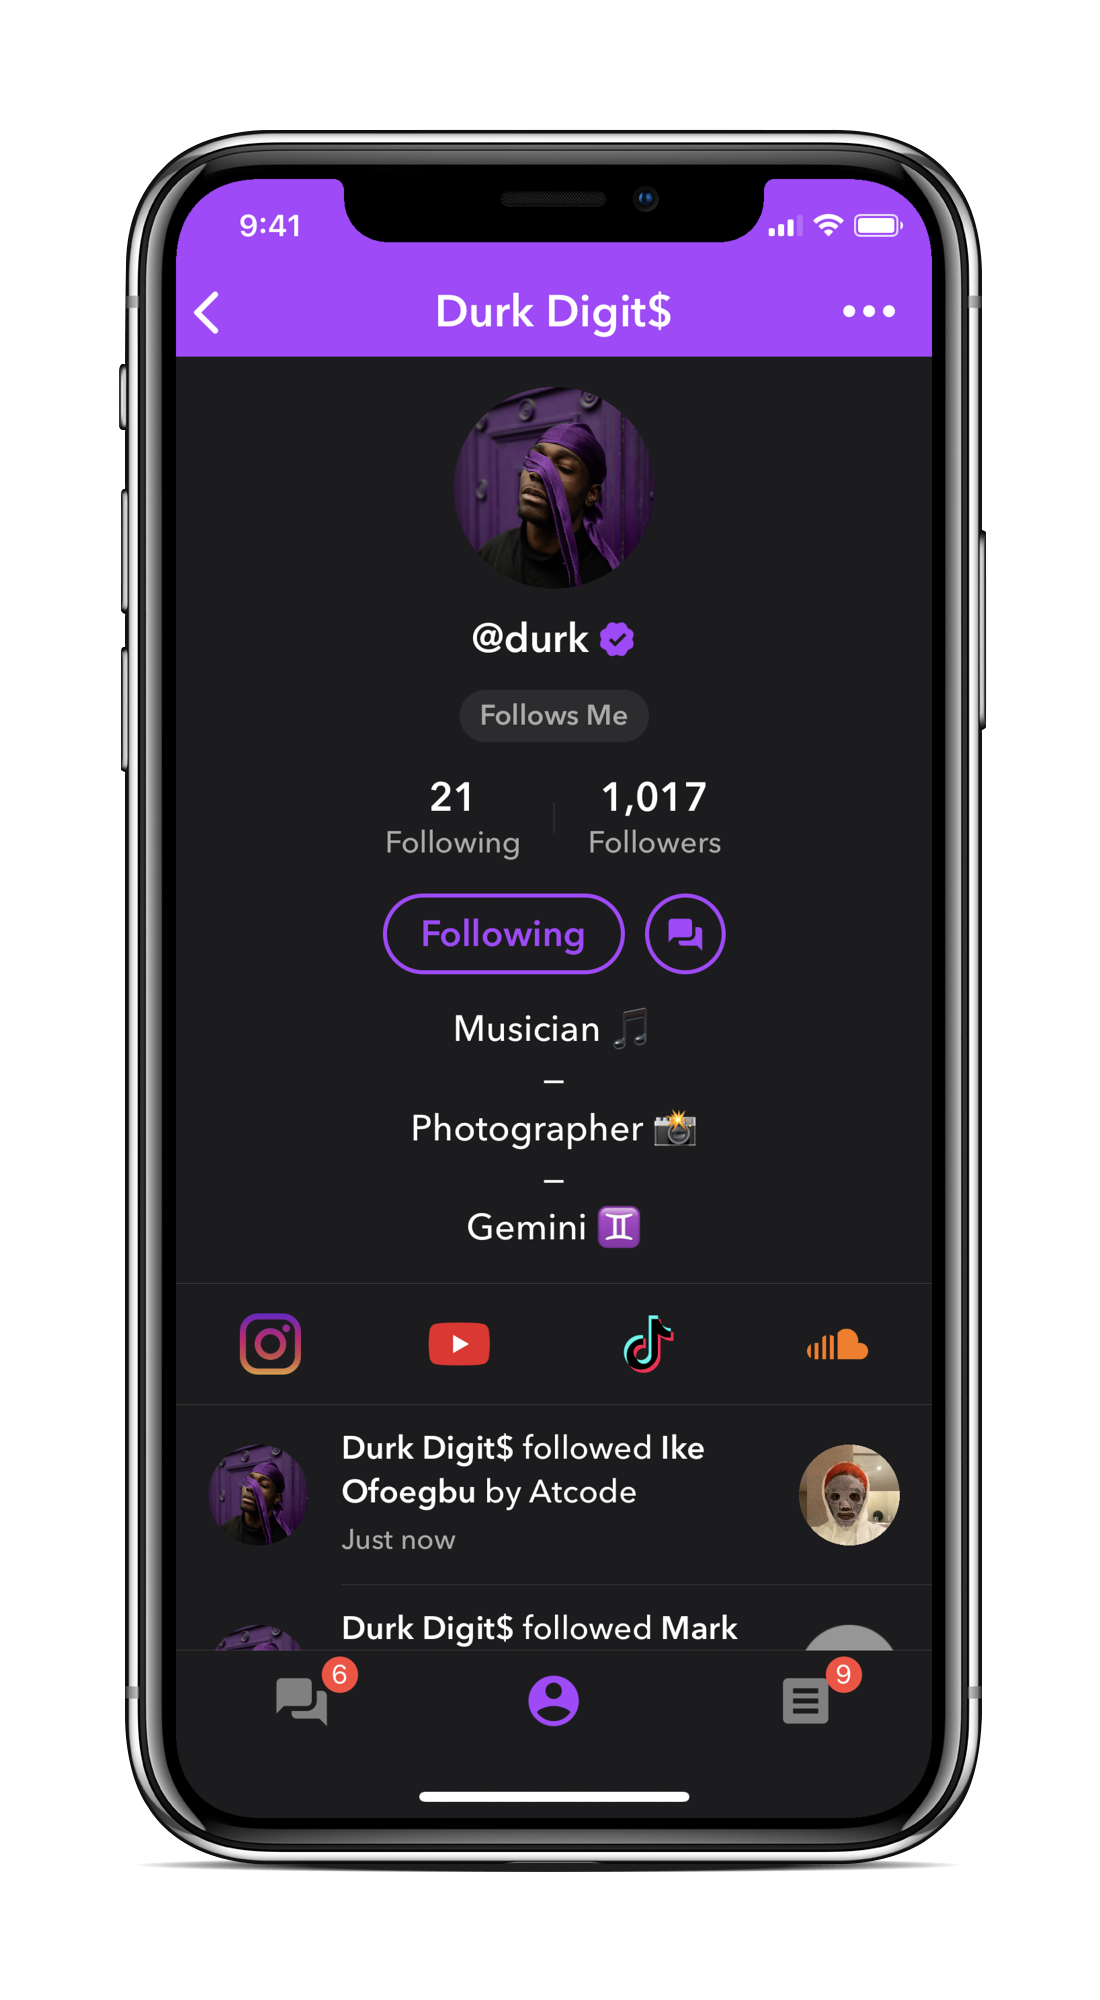 9:41
Durk Digit$
@durk
Follows Me
21 1,017
Following Followers
Following
Musician 🎵
–
Photographer 📸
–
Gemini ♊
Durk Digit$ followed Ike
Ofoegbu by Atcode
Just now
Durk Digit$ followed Mark
6 9